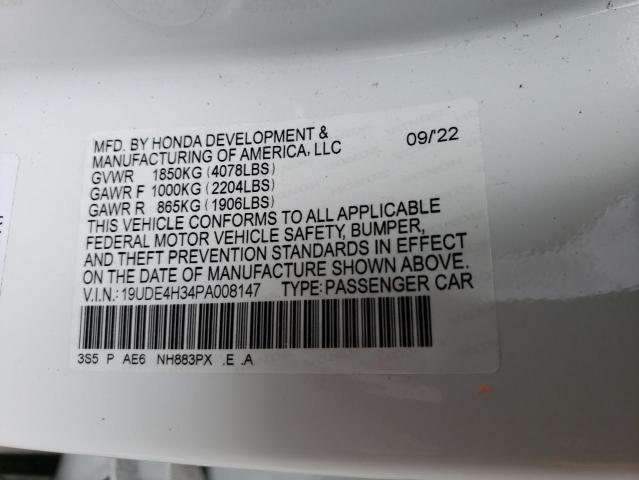 MFD. BY HONDA DEVELOPMENT & 09/'22
MANUFACTURING OF AMERICA, LLC
GVWR 1850KG (4078LBS)
GAWR F 1000KG (2204LBS)
GAWR R 865KG (1906LBS)
THIS VEHICLE CONFORMS TO ALL APPLICABLE
FEDERAL MOTOR VEHICLE SAFETY, BUMPER,
AND THEFT PREVENTION STANDARDS IN EFFECT
ON THE DATE OF MANUFACTURE SHOWN ABOVE.
V.I.N.:19UDE4H34PA008147 TYPE:PASSENGER CAR
3S5 P AE6 NH883PX .E .A